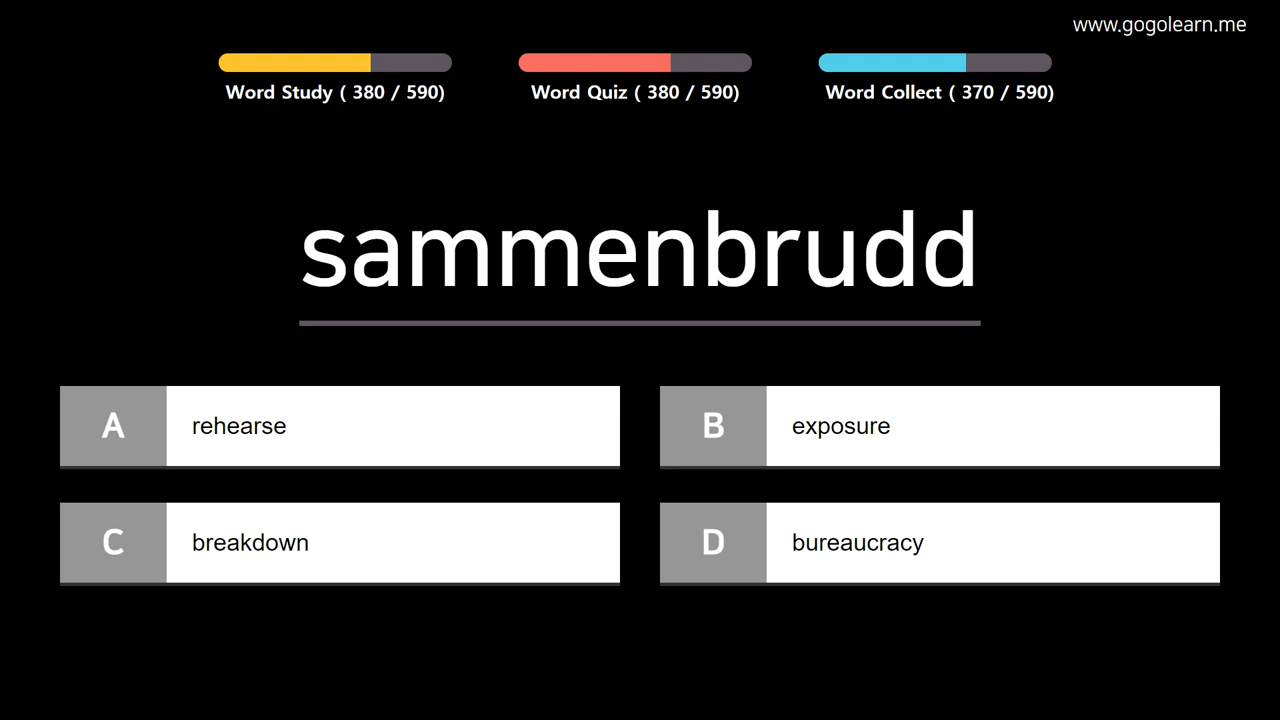 www.gogolearn.me
Word Study ( 380 / 590)
Word Quiz ( 380 / 590)
Word Collect ( 370 / 590)
sammenbrudd
A rehearse
B exposure
C breakdown
D bureaucracy